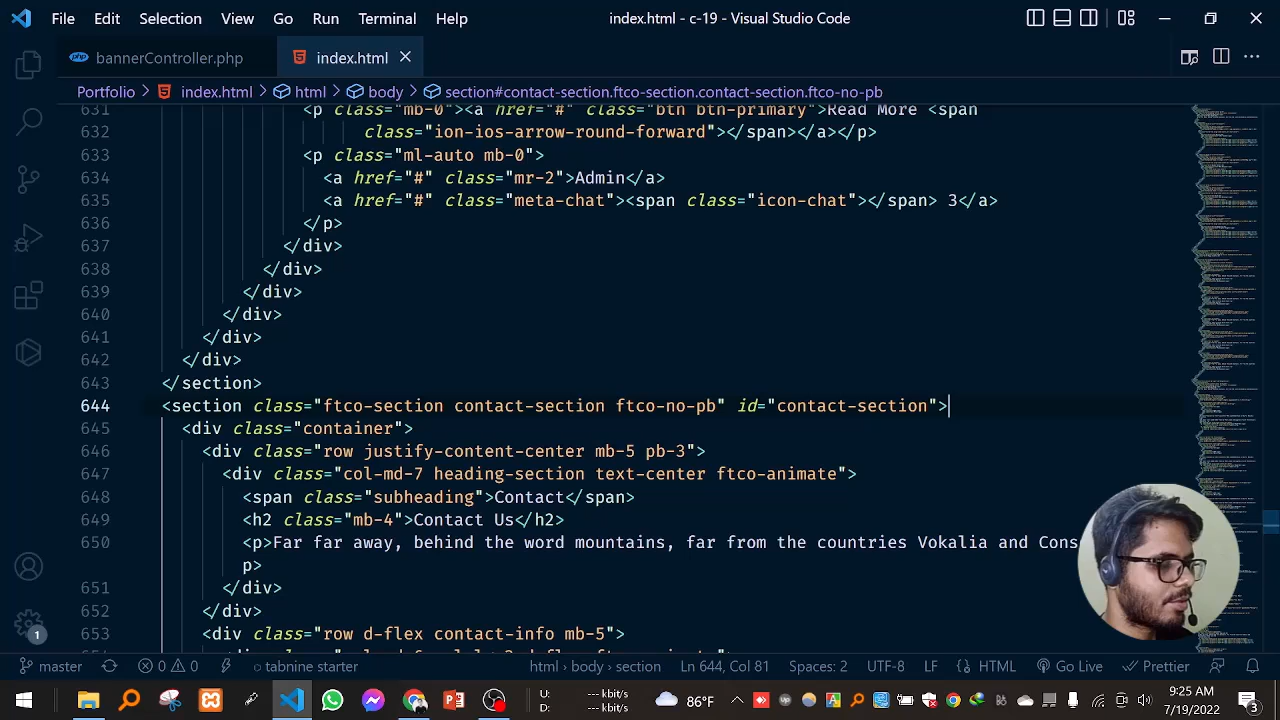 File Edit Selection View Go Run Terminal Help index.html - c-19 - Visual Studio Code
bannerController.php index.html
Portfolio > index.html > html > body > section#contact-section.ftco-section.contact-section.ftco-no-pb
631 <p class="mb-0"><a href="#" class="btn btn-primary">Read More <span
632 class="ion-ios-arrow-round-forward"></span></a></p>
633 <p class="ml-auto mb-0">
634 <a href="#" class="mr-2">Admin</a>
635 <a href="#" class="meta-chat"><span class="icon-chat"></span> 3</a>
636 </p>
637 </div>
638 </div>
639 </div>
640 </div>
641 </div>
642 </div>
643 </section>
644 <section class="ftco-section contact-section ftco-no-pb" id="contact-section">
645 <div class="container">
646 <div class="row justify-content-center mb-5 pb-3">
647 <div class="col-md-7 heading-section text-center ftco-animate">
648 <span class="subheading">Contact</span>
649 <h2 class="mb-4">Contact Me</h2>
650 <p>Far far away, behind the word mountains, far from the countries Vokalia and Cons
p>
651 </div>
652 </div>
653 <div class="row d-flex contact-info mb-5">
master 0 0 tabnine starter html > body > section Ln 644, Col 81 Spaces: 2 UTF-8 LF HTML Go Live Prettier
1
U: -- kbit/s
D: -- kbit/s
86°F
9:25 AM
7/19/2022
3